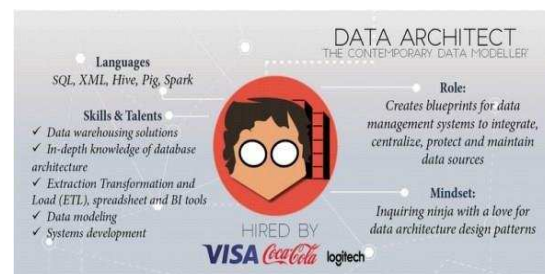 DATA ARCHITECT
'THE CONTEMPORARY DATA MODELLER'
Languages
SQL, XML, Hive, Pig, Spark
Skills & Talents
✓ Data warehousing solutions
✓ In-depth knowledge of database
architecture
✓ Extraction Transformation and
Load (ETL), spreadsheet and BI tools
✓ Data modeling
✓ Systems development
Role:
Creates blueprints for data
management systems to integrate,
centralize, protect and maintain
data sources
Mindset:
Inquiring ninja with a love for
data architecture design patterns
HIRED BY
VISA Coca-Cola logitech